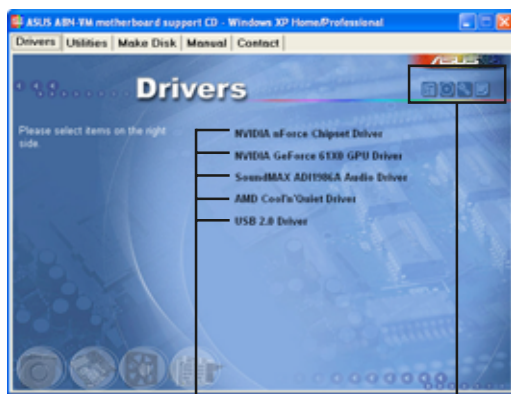 ASUS A8N-VM motherboard support CD - Windows XP Home/Professional
Drivers Utilities Make Disk Manual Contact
Drivers
Please select items on the right side.
NVIDIA nForce Chipset Driver
NVIDIA GeForce 61X0 GPU Driver
SoundMAX ADI1986A Audio Driver
AMD Cool'n'Quiet Driver
USB 2.0 Driver